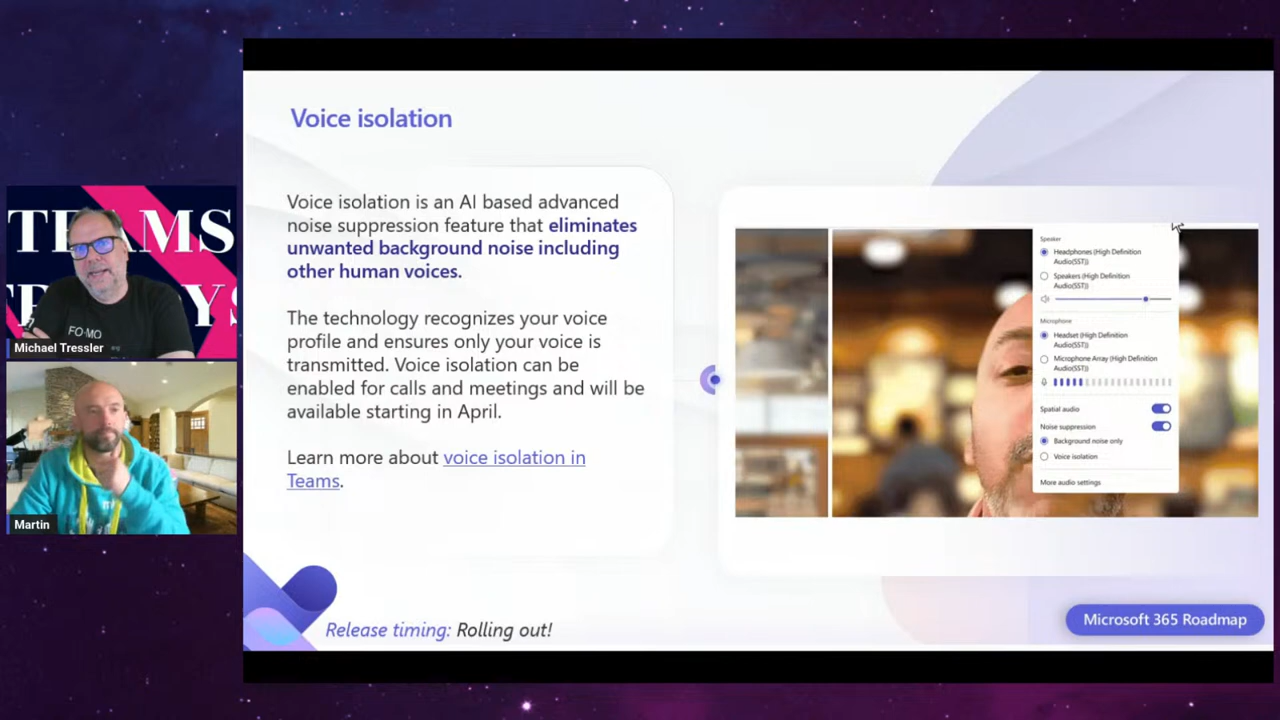 Voice isolation
Voice isolation is an AI based advanced
noise suppression feature that eliminates
unwanted background noise including
other human voices.
The technology recognizes your voice
profile and ensures only your voice is
transmitted. Voice isolation can be
enabled for calls and meetings and will be
available starting in April.
Learn more about voice isolation in
Teams.
Release timing: Rolling out!
Speaker
Headphones (High Definition
Audio(SST))
Speakers (High Definition
Audio(SST))
Microphone
Headset (High Definition
Audio(SST))
Microphone Array (High Definition
Audio(SST))
Spatial audio
Noise suppression
Background noise only
Voice isolation
More audio settings
Microsoft 365 Roadmap
TEAMS
FO MO
Michael Tressler
Martin